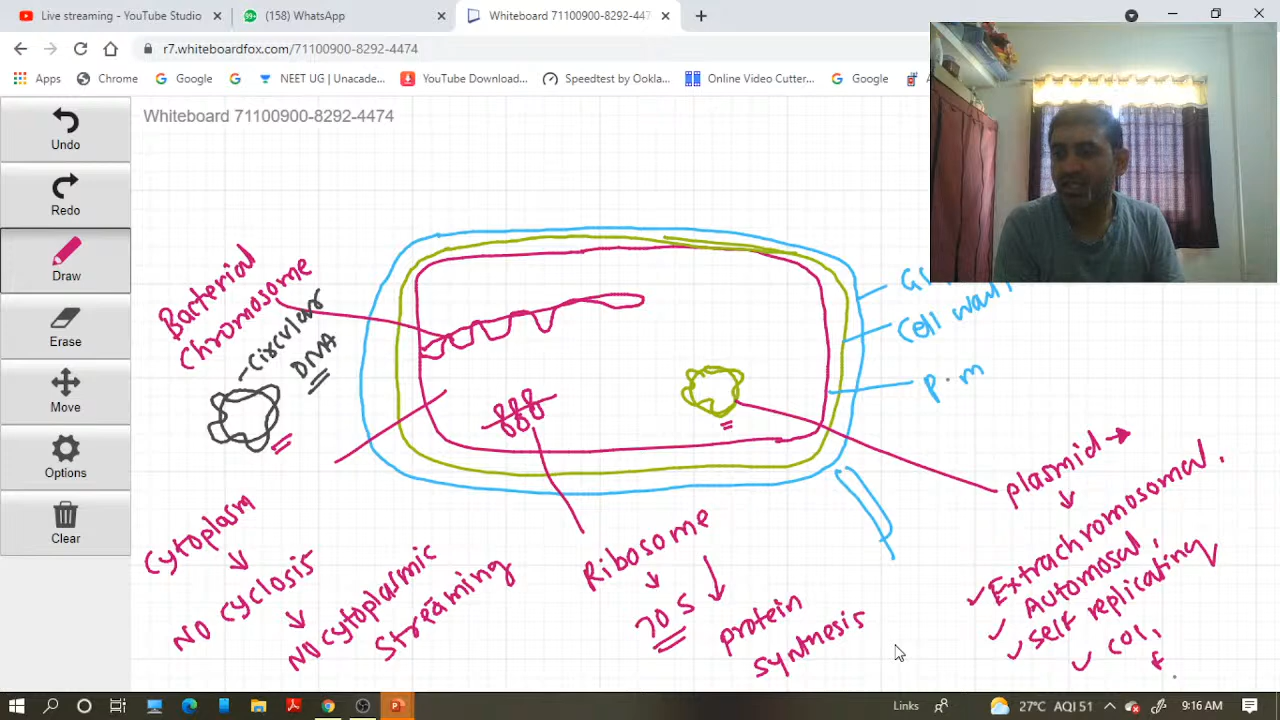 Live streaming - YouTube Studio
(158) WhatsApp
Whiteboard 71100900-8292-447
r7.whiteboardfox.com/71100900-8292-4474
Apps
Chrome
Google
NEET UG | Unacade...
YouTube Download...
Speedtest by Ookla...
Online Video Cutter...
Google
Undo
Redo
Draw
Erase
Move
Options
Clear
Whiteboard 71100900-8292-4474
Bacterial
chromosome
-Circular
DNA
Cell wall
P.m
Cytoplasm
No cyclosis
No cytoplasmic
Streaming
Ribosome
70 S
protein
synthesis
plasmid
Extrachromosomal.
Automosal,
self replicating
col,
Links
27°C AQI 51
9:16 AM